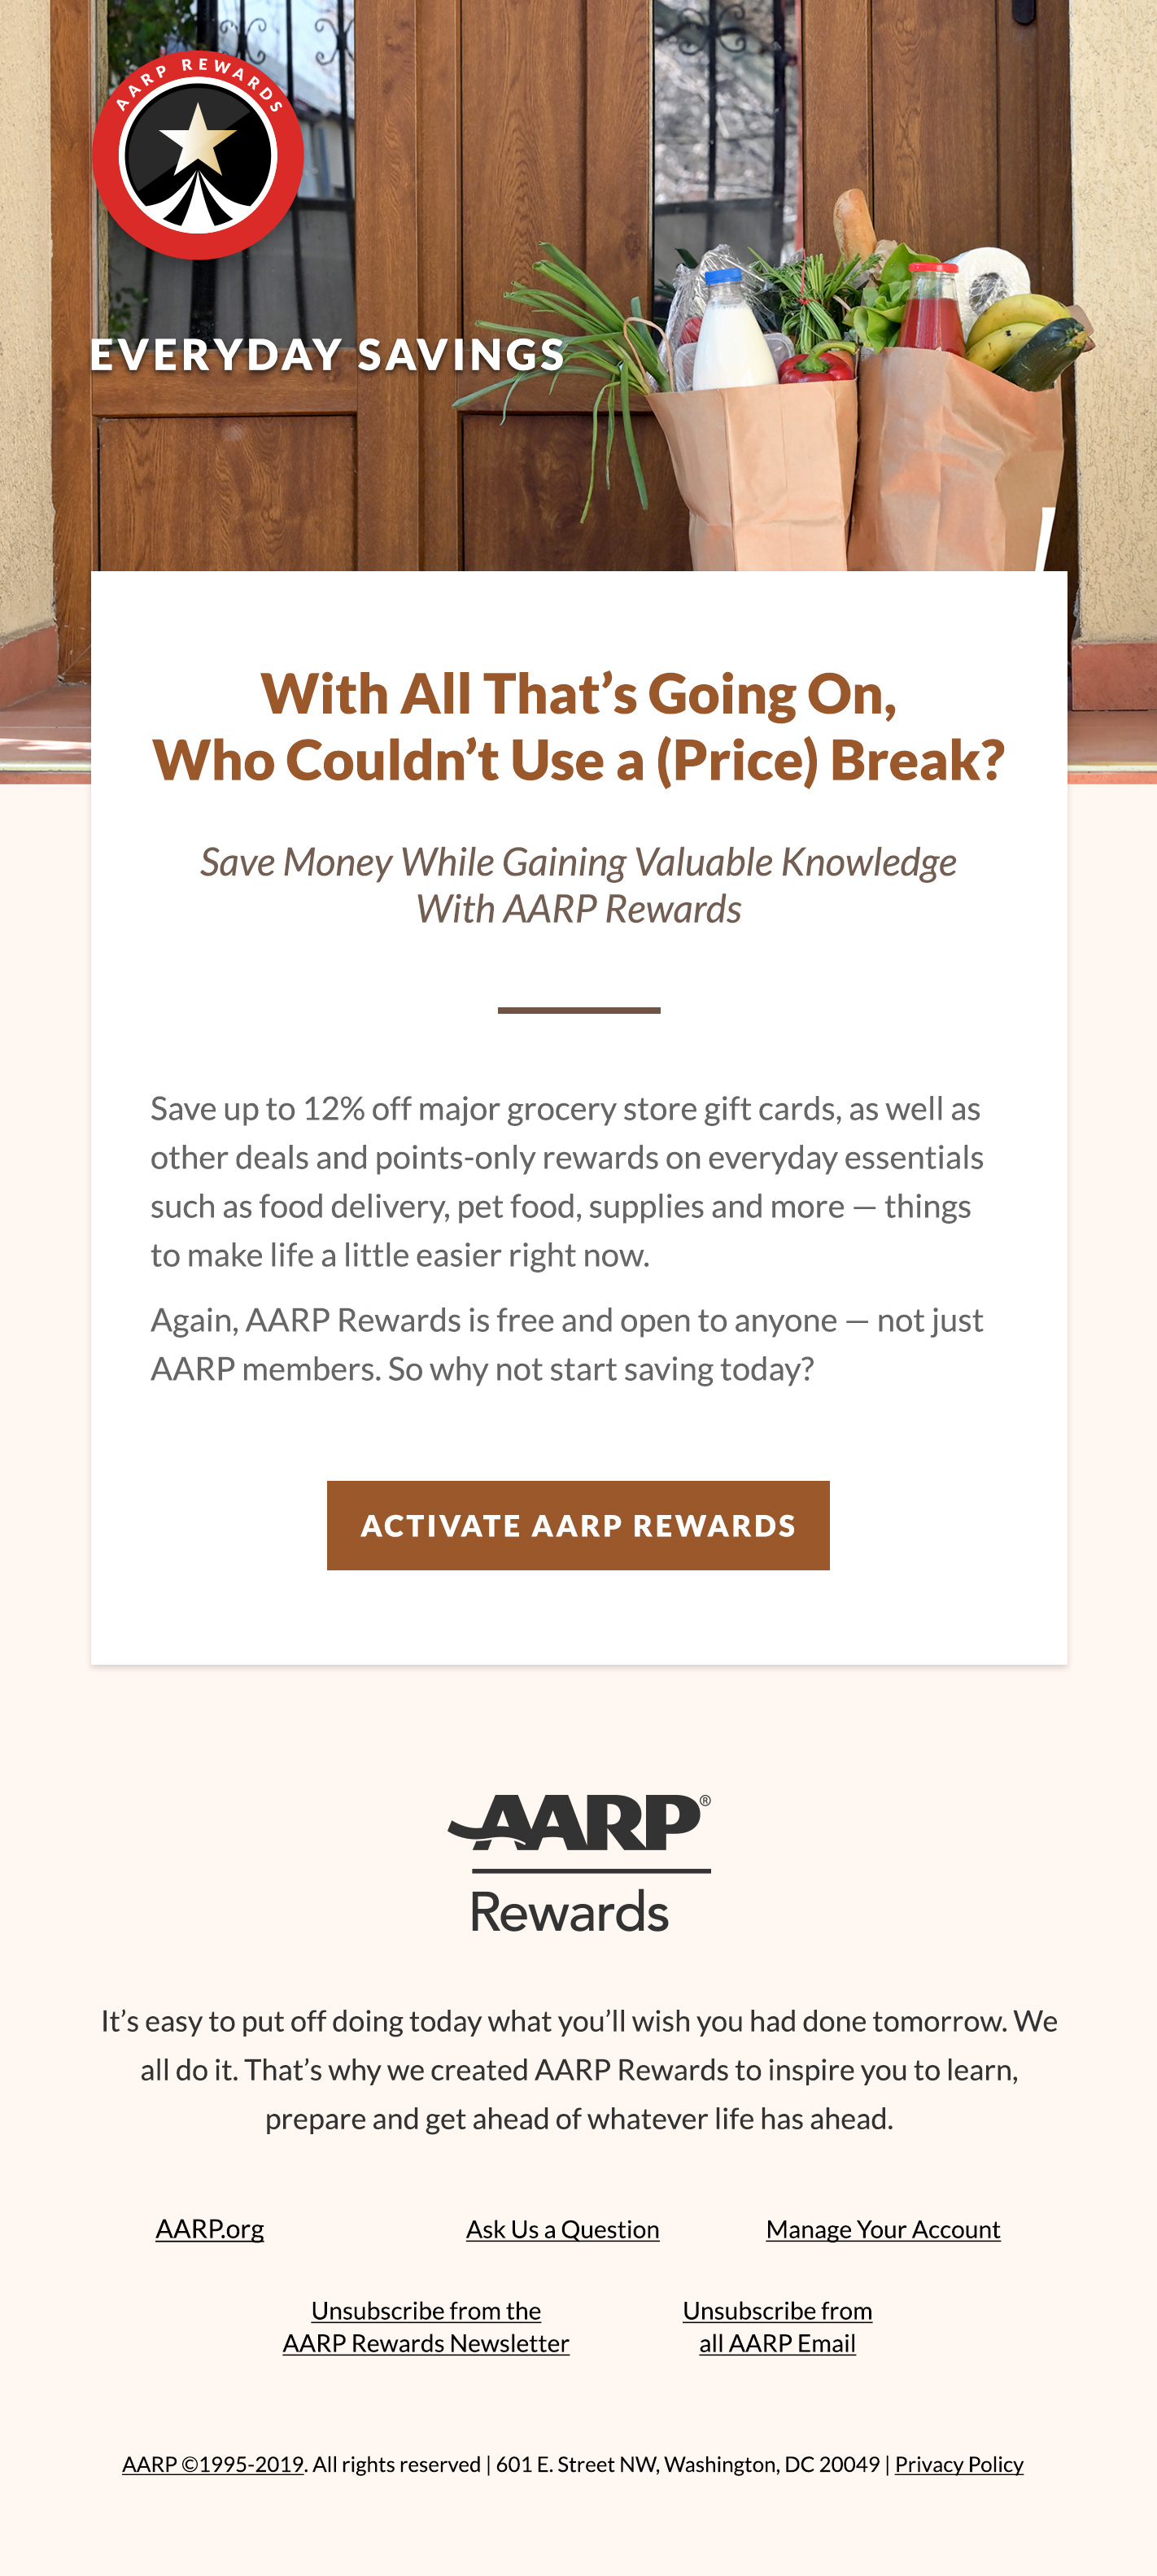 AARP REWARDS
EVERYDAY SAVINGS
With All That’s Going On,
Who Couldn’t Use a (Price) Break?
Save Money While Gaining Valuable Knowledge
With AARP Rewards
Save up to 12% off major grocery store gift cards, as well as
other deals and points-only rewards on everyday essentials
such as food delivery, pet food, supplies and more — things
to make life a little easier right now.
Again, AARP Rewards is free and open to anyone — not just
AARP members. So why not start saving today?
ACTIVATE AARP REWARDS
AARP®
Rewards
It’s easy to put off doing today what you’ll wish you had done tomorrow. We
all do it. That’s why we created AARP Rewards to inspire you to learn,
prepare and get ahead of whatever life has ahead.
AARP.org Ask Us a Question Manage Your Account
Unsubscribe from the
AARP Rewards Newsletter
Unsubscribe from
all AARP Email
AARP ©1995-2019. All rights reserved | 601 E. Street NW, Washington, DC 20049 | Privacy Policy